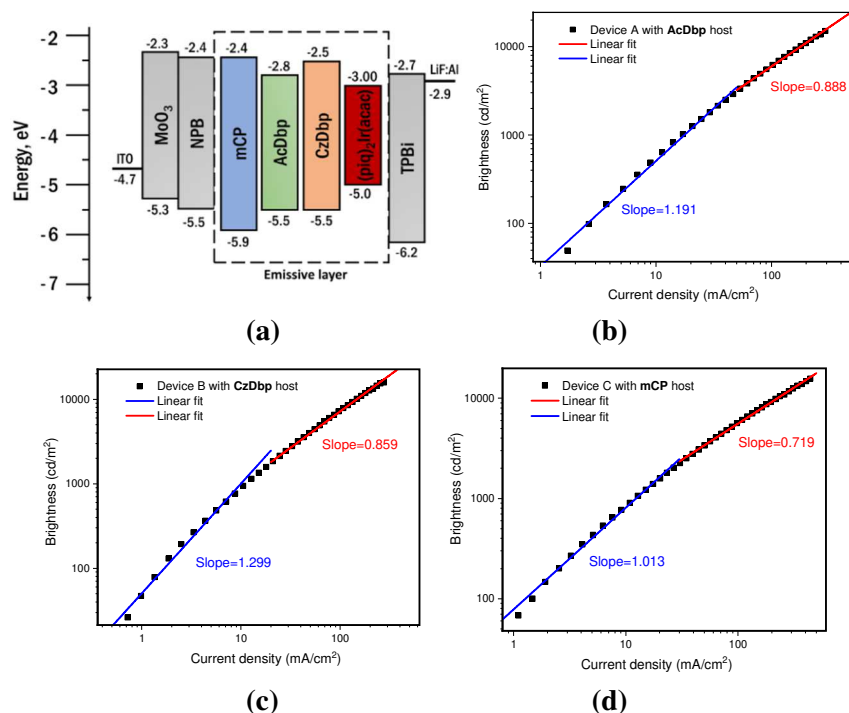 -2
-3
-4
-5
-6
-7
Energy, eV
ITO
-4.7
-2.3
MoO3
-5.3
-2.4
NPB
-5.5
-2.4
mCP
-5.9
-2.8
AcDbp
-5.5
-2.5
CzDbp
-5.5
-3.00
(piq)2Ir(acac)
-5.0
-2.7
TPBi
-6.2
LiF:Al
-2.9
Emissive layer
(a)
Device A with AcDbp host
Linear fit
Linear fit
Slope=0.888
Slope=1.191
10000
1000
100
Brightness (cd/m2)
1
10
100
Current density (mA/cm2)
(b)
Device B with CzDbp host
Linear fit
Linear fit
Slope=0.859
Slope=1.299
10000
1000
100
Brightness (cd/m2)
1
10
100
Current density (mA/cm2)
(c)
Device C with mCP host
Linear fit
Linear fit
Slope=0.719
Slope=1.013
10000
1000
100
Brightness (cd/m2)
1
10
100
Current density (mA/cm2)
(d)